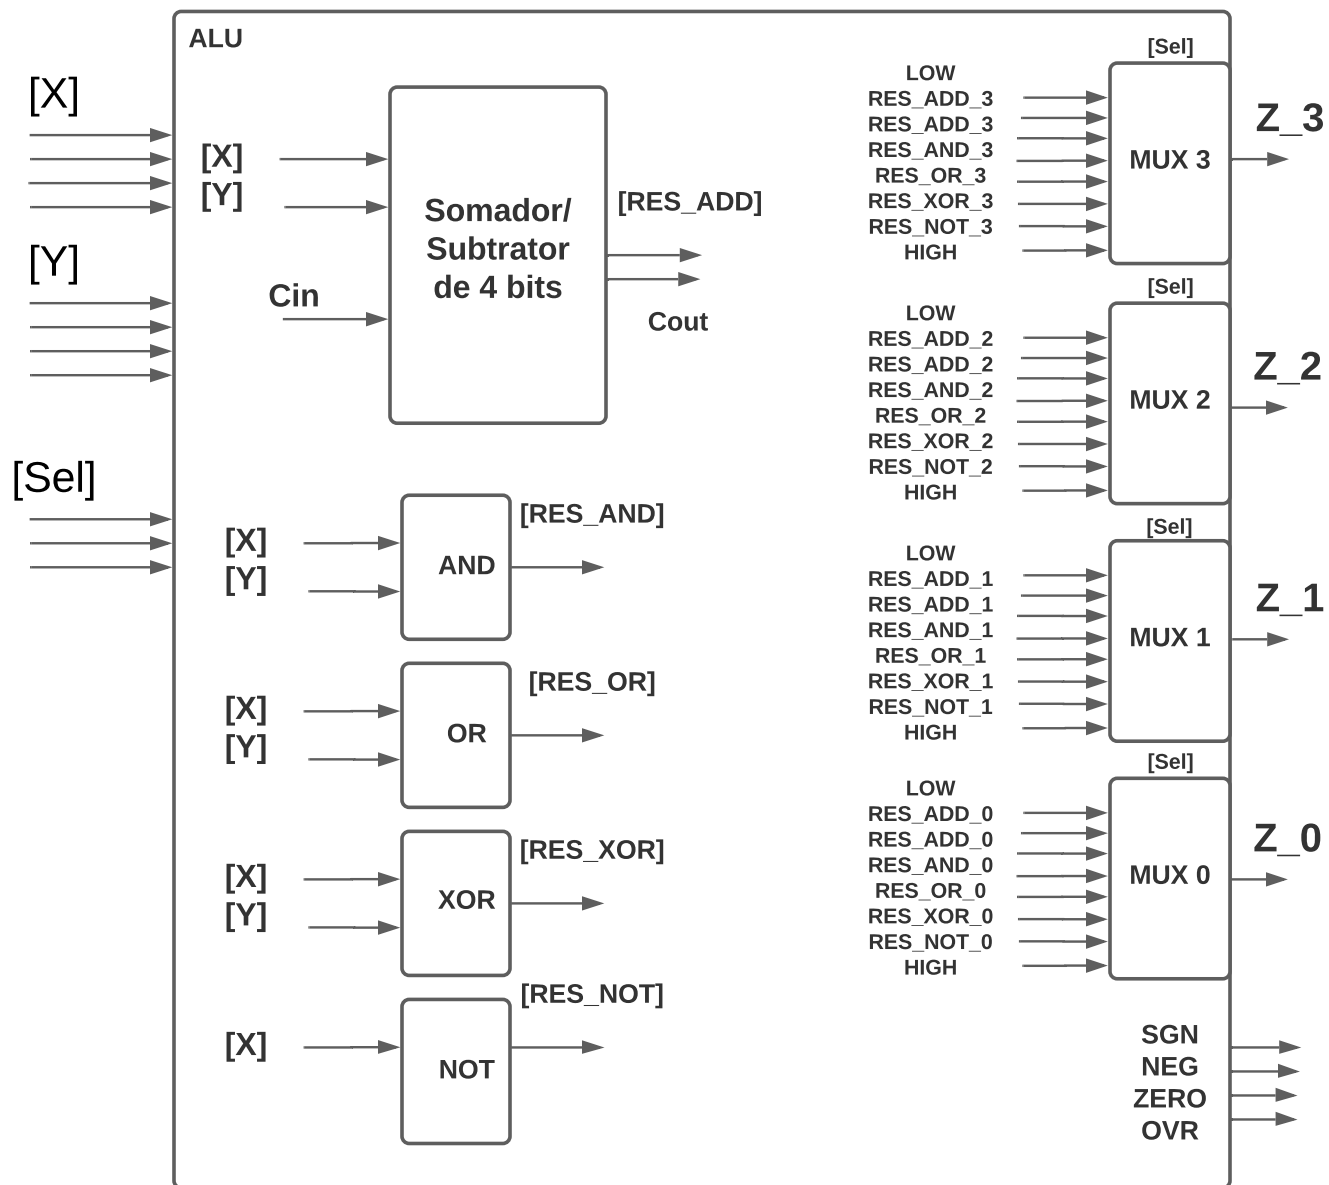 ALU
[X]
[Y]
[Sel]
[X]
[Y]
Cin
Somador/
Subtrator
de 4 bits
[RES_ADD]
Cout
[X]
[Y]
AND
[RES_AND]
[X]
[Y]
OR
[RES_OR]
[X]
[Y]
XOR
[RES_XOR]
[X]
NOT
[RES_NOT]
[Sel]
LOW
RES_ADD_3
RES_ADD_3
RES_AND_3
RES_OR_3
RES_XOR_3
RES_NOT_3
HIGH
MUX 3
Z_3
[Sel]
LOW
RES_ADD_2
RES_ADD_2
RES_AND_2
RES_OR_2
RES_XOR_2
RES_NOT_2
HIGH
MUX 2
Z_2
[Sel]
LOW
RES_ADD_1
RES_ADD_1
RES_AND_1
RES_OR_1
RES_XOR_1
RES_NOT_1
HIGH
MUX 1
Z_1
[Sel]
LOW
RES_ADD_0
RES_ADD_0
RES_AND_0
RES_OR_0
RES_XOR_0
RES_NOT_0
HIGH
MUX 0
Z_0
SGN
NEG
ZERO
OVR